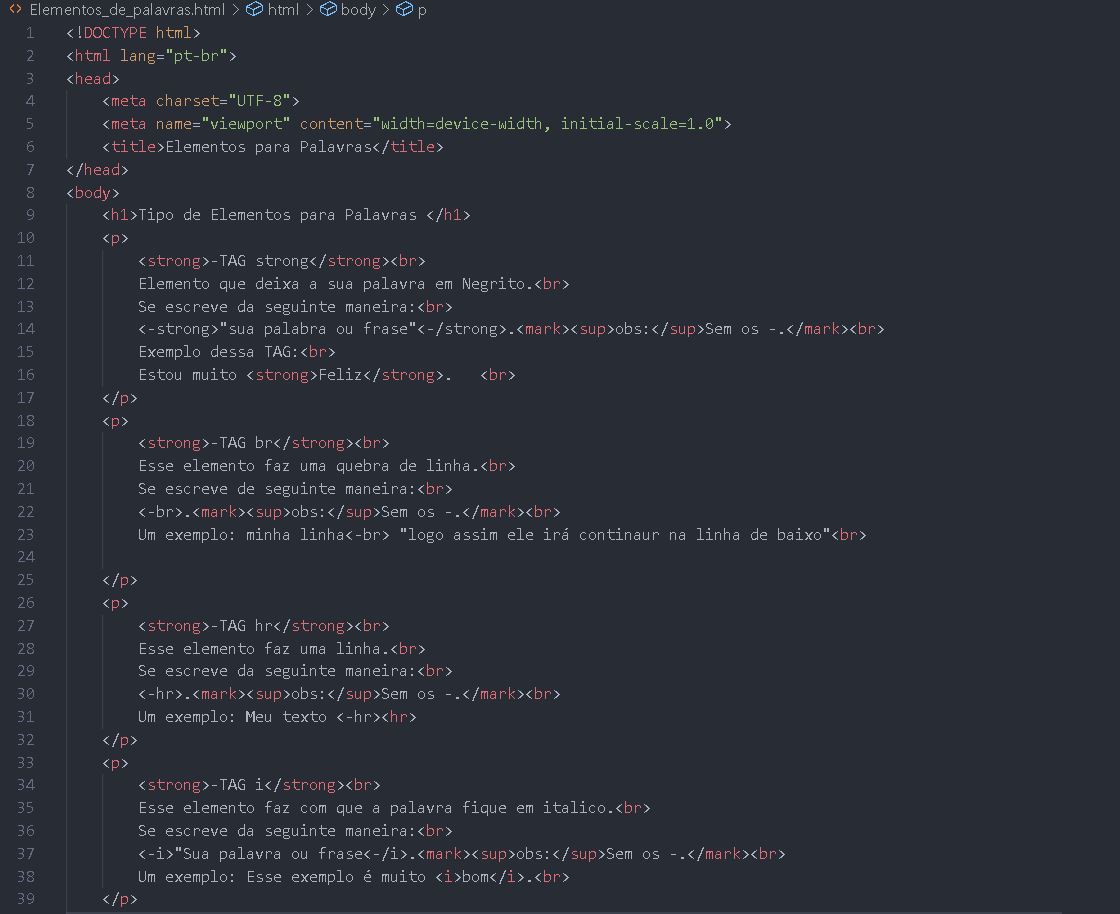 <> Elementos_de_palavras.html > html > body > p
1 <!DOCTYPE html>
2 <html lang="pt-br">
3 <head>
4 <meta charset="UTF-8">
5 <meta name="viewport" content="width=device-width, initial-scale=1.0">
6 <title>Elementos para Palavras</title>
7 </head>
8 <body>
9 <h1>Tipo de Elementos para Palavras </h1>
10 <p>
11 <strong>-TAG strong</strong><br>
12 Elemento que deixa a sua palavra em Negrito.<br>
13 Se escreve da seguinte maneira:<br>
14 <-strong>"sua palabra ou frase"<-/strong>.<mark><sup>obs:</sup>Sem os -.</mark><br>
15 Exemplo dessa TAG:<br>
16 Estou muito <strong>Feliz</strong>.   <br>
17 </p>
18 <p>
19 <strong>-TAG br</strong><br>
20 Esse elemento faz uma quebra de linha.<br>
21 Se escreve de seguinte maneira:<br>
22 <-br>.<mark><sup>obs:</sup>Sem os -.</mark><br>
23 Um exemplo: minha linha<-br> "logo assim ele irá continaur na linha de baixo"<br>
24
25 </p>
26 <p>
27 <strong>-TAG hr</strong><br>
28 Esse elemento faz uma linha.<br>
29 Se escreve da seguinte maneira:<br>
30 <-hr>.<mark><sup>obs:</sup>Sem os -.</mark><br>
31 Um exemplo: Meu texto <-hr><hr>
32 </p>
33 <p>
34 <strong>-TAG i</strong><br>
35 Esse elemento faz com que a palavra fique em italico.<br>
36 Se escreve da seguinte maneira:<br>
37 <-i>"Sua palavra ou frase<-/i>.<mark><sup>obs:</sup>Sem os -.</mark><br>
38 Um exemplo: Esse exemplo é muito <i>bom</i>.<br>
39 </p>